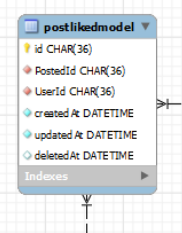 postlikedmodel
id CHAR(36)
PostedId CHAR(36)
UserId CHAR(36)
createdAt DATETIME
updatedAt DATETIME
deletedAt DATETIME
Indexes